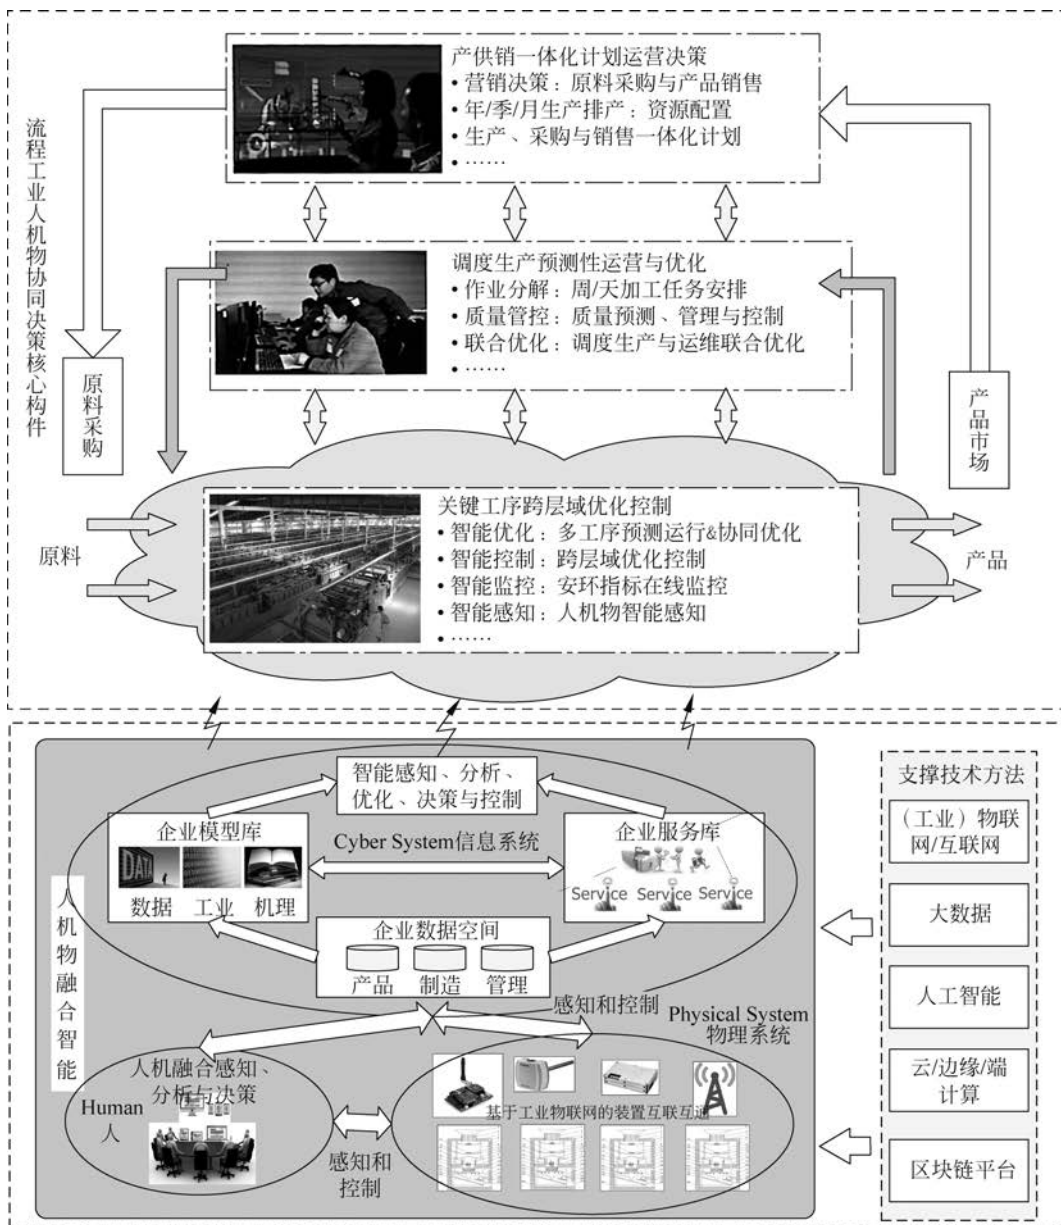 流程工业人机物协同决策核心构件
产供销一体化计划运营决策
• 营销决策：原料采购与产品销售
• 年/季/月生产排产：资源配置
• 生产、采购与销售一体化计划
• ……
调度生产预测性运营与优化
• 作业分解：周/天加工任务安排
• 质量管控：质量预测、管理与控制
• 联合优化：调度生产与运维联合优化
• ……
原料采购
产品市场
关键工序跨层域优化控制
• 智能优化：多工序预测运行&协同优化
• 智能控制：跨层域优化控制
• 智能监控：安环指标在线监控
• 智能感知：人机物智能感知
• ……
原料
产品
人机物融合智能
智能感知、分析、
优化、决策与控制
企业模型库
DATA
数据 工业 机理
Cyber System信息系统
企业服务库
Service Service Service
企业数据空间
产品 制造 管理
感知和控制
Physical System
物理系统
人机融合感知、
分析与决策
Human
人
感知和
控制
基于工业物联网的装置互联互通
支撑技术方法
（工业）物联
网/互联网
大数据
人工智能
云/边缘/端
计算
区块链平台